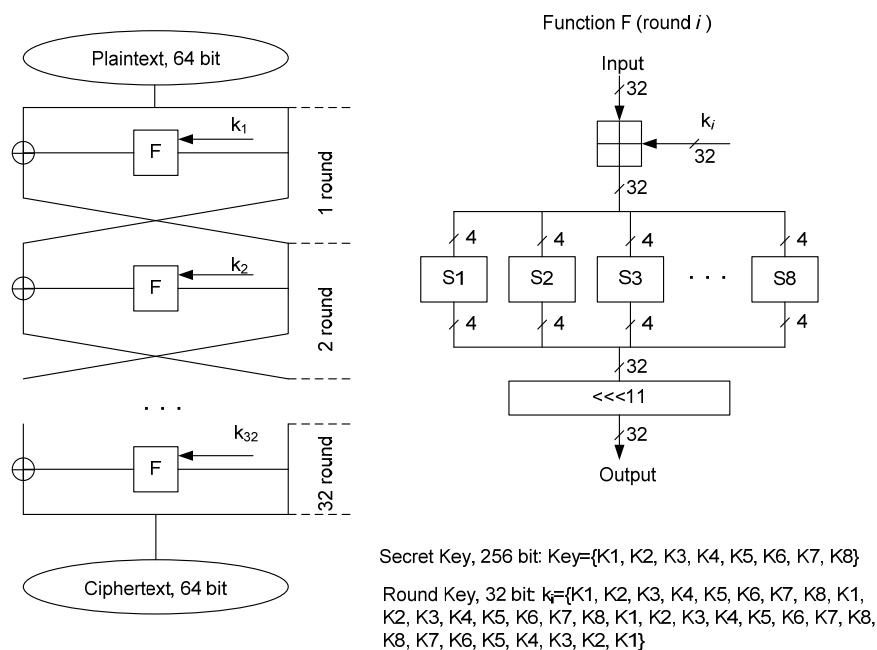 Plaintext, 64 bit
k1
F
1 round
k2
F
2 round
. . .
k32
F
32 round
Ciphertext, 64 bit
Function F (round i )
Input
32
ki
32
32
4 4 4 4
S1 S2 S3 . . . S8
4 4 4 4
32
<<<11
32
Output
Secret Key, 256 bit: Key={K1, K2, K3, K4, K5, K6, K7, K8}
Round Key, 32 bit: ki={K1, K2, K3, K4, K5, K6, K7, K8, K1,
K2, K3, K4, K5, K6, K7, K8, K1, K2, K3, K4, K5, K6, K7, K8,
K8, K7, K6, K5, K4, K3, K2, K1}